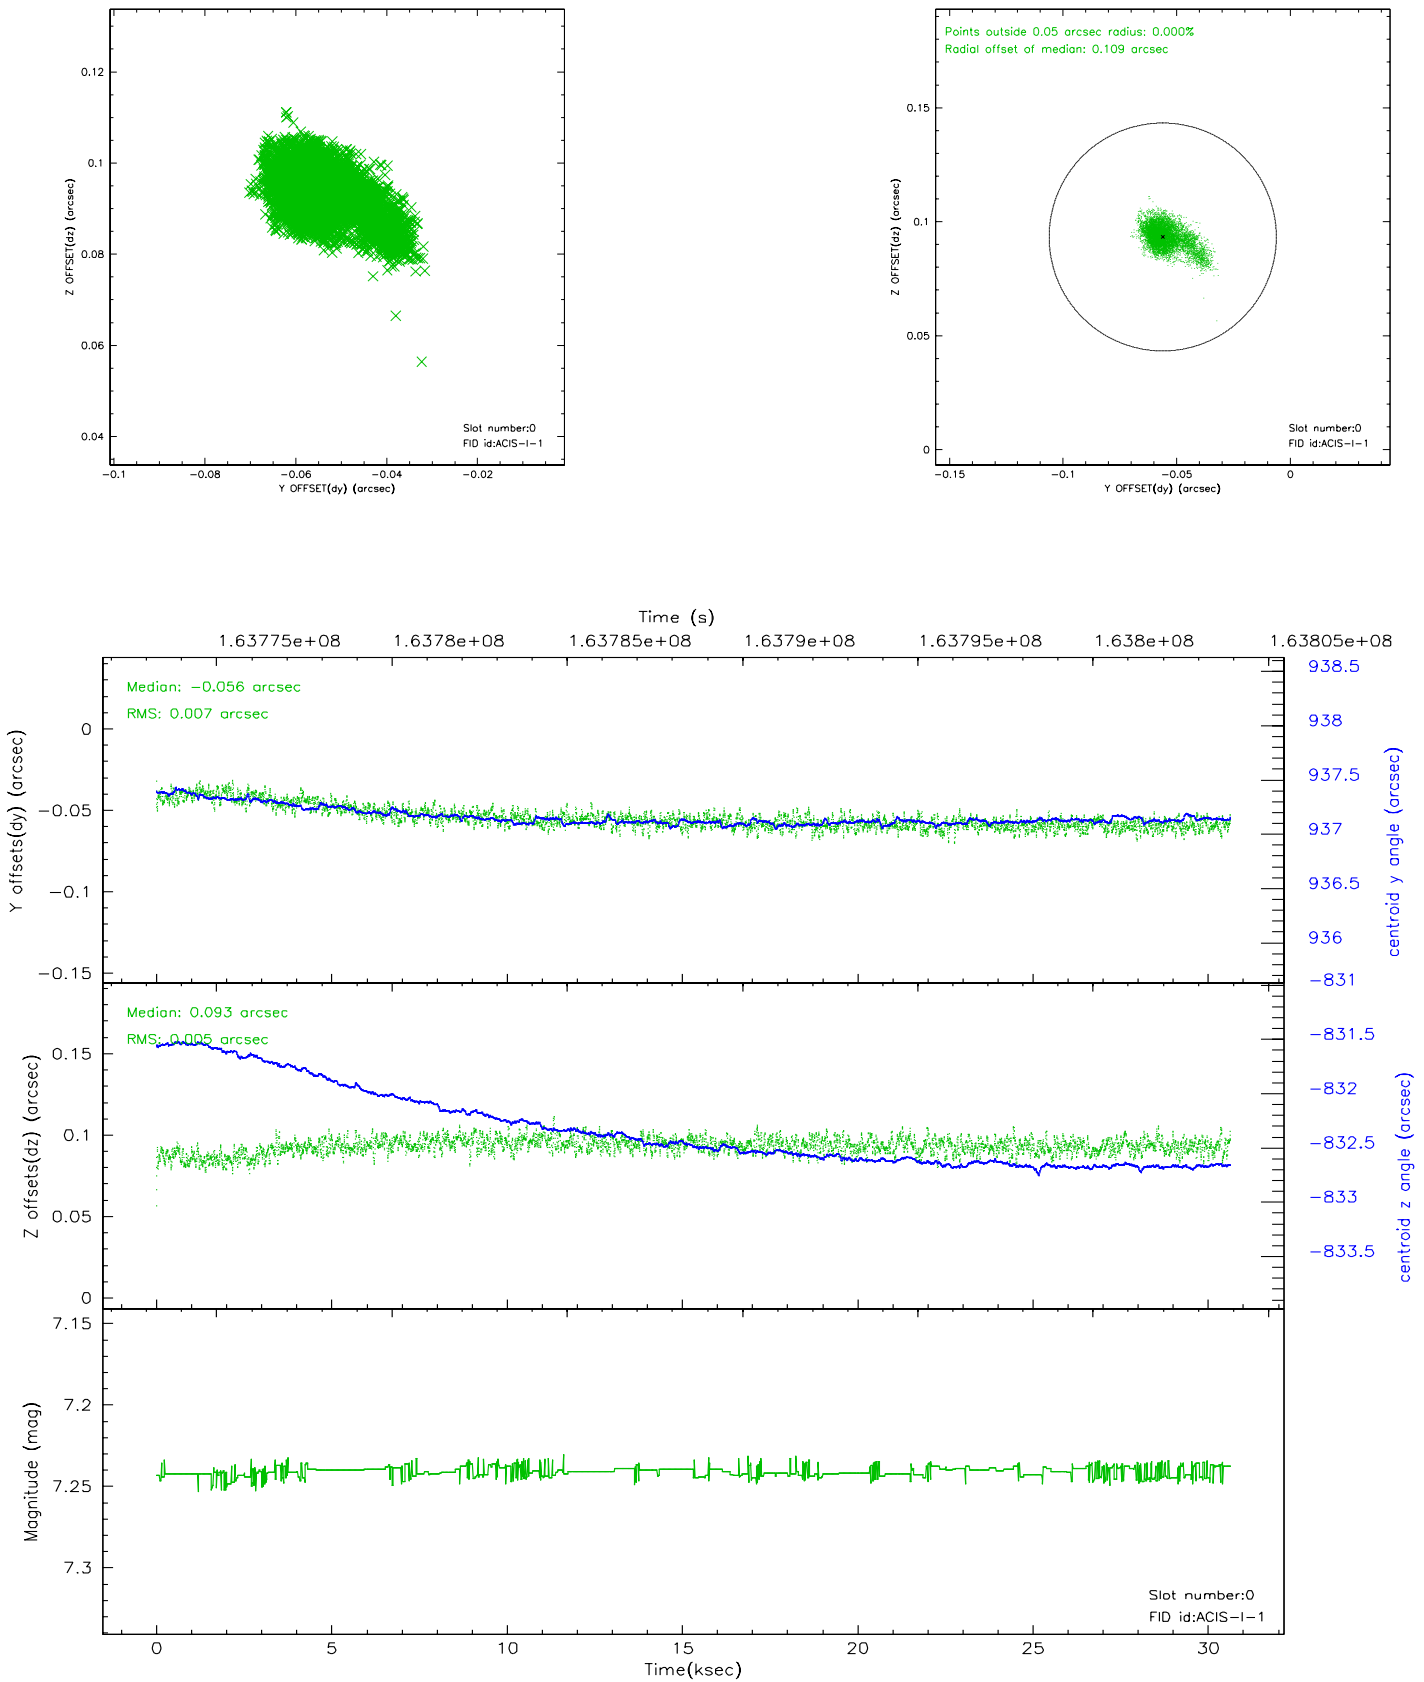 0.12
0.1
0.08
0.06
0.04
Z OFFSET(dz) (arcsec)
Slot number:0
FID id:ACIS-I-1
-0.1 -0.08 -0.06 -0.04 -0.02
Y OFFSET(dy) (arcsec)
Points outside 0.05 arcsec radius: 0.000%
Radial offset of median: 0.109 arcsec
0.15
0.1
0.05
0
Z OFFSET(dz) (arcsec)
Slot number:0
FID id:ACIS-I-1
-0.15 -0.1 -0.05 0
Y OFFSET(dy) (arcsec)
Time (s)
1.63775e+08 1.6378e+08 1.63785e+08 1.6379e+08 1.63795e+08 1.638e+08 1.63805e+08
Median: -0.056 arcsec
RMS: 0.007 arcsec
0
-0.05
-0.1
-0.15
Y offsets(dy) (arcsec)
938.5
938
937.5
937
936.5
936
centroid y angle (arcsec)
Median: 0.093 arcsec
RMS: 0.005 arcsec
0.15
0.1
0.05
0
Z offsets(dz) (arcsec)
-831
-831.5
-832
-832.5
-833
-833.5
centroid z angle (arcsec)
7.15
7.2
7.25
7.3
Magnitude (mag)
Slot number:0
FID id:ACIS-I-1
0 5 10 15 20 25 30
Time(ksec)